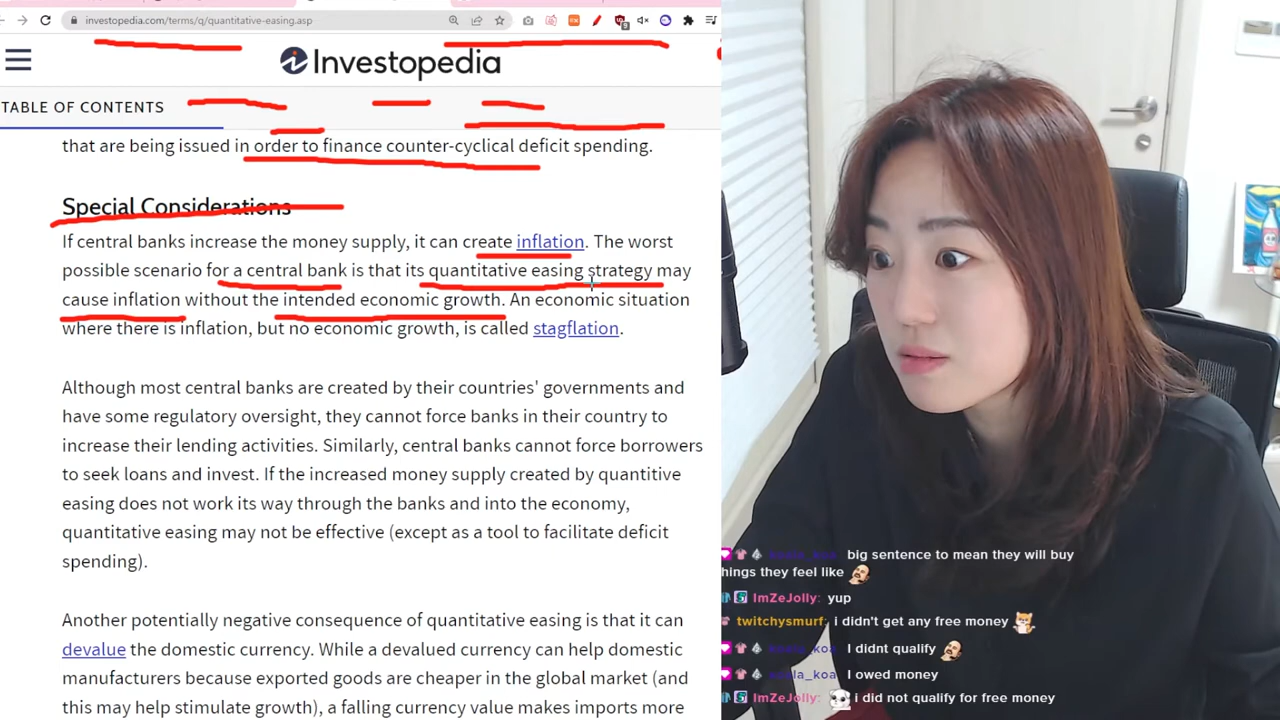 investopedia.com/terms/q/quantitative-easing.asp
Investopedia
TABLE OF CONTENTS
that are being issued in order to finance counter-cyclical deficit spending.
Special Considerations
If central banks increase the money supply, it can create inflation. The worst
possible scenario for a central bank is that its quantitative easing strategy may
cause inflation without the intended economic growth. An economic situation
where there is inflation, but no economic growth, is called stagflation.
Although most central banks are created by their countries' governments and
have some regulatory oversight, they cannot force banks in their country to
increase their lending activities. Similarly, central banks cannot force borrowers
to seek loans and invest. If the increased money supply created by quantitive
easing does not work its way through the banks and into the economy,
quantitative easing may not be effective (except as a tool to facilitate deficit
spending).
Another potentially negative consequence of quantitative easing is that it can
devalue the domestic currency. While a devalued currency can help domestic
manufacturers because exported goods are cheaper in the global market (and
this may help stimulate growth), a falling currency value makes imports more
big sentence to mean they will buy
hings they feel like
ImZeJolly: yup
twitchysmurf: i didn't get any free money
I didnt qualify
I owed money
ImZeJolly: i did not qualify for free money